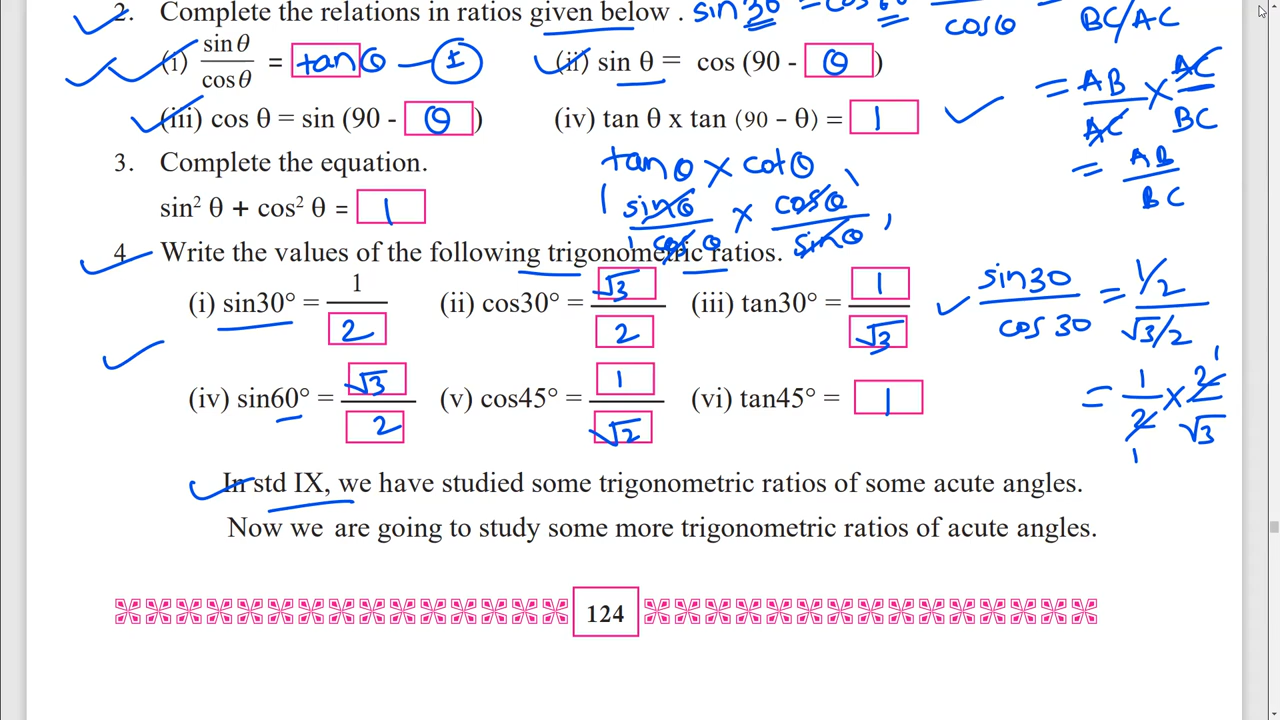 2. Complete the relations in ratios given below . sin30 = cos60
cosθ BC/AC
(i) sinθ/cosθ = tanθ — ① (ii) sin θ = cos (90 - θ)
= AB/AC × AC/BC
(iii) cos θ = sin (90 - θ) (iv) tan θ x tan (90 − θ) = 1
= AB/BC
3. Complete the equation. tanθ × cotθ
sin² θ + cos² θ = 1 sinθ/cosθ × cosθ/sinθ
4. Write the values of the following trigonometric ratios.
(i) sin30° = 1/2 (ii) cos30° = √3/2 (iii) tan30° = 1/√3 sin30/cos30 = 1/2/√3/2
(iv) sin60° = √3/2 (v) cos45° = 1/√2 (vi) tan45° = 1 = 1/2 × 2/√3
In std IX, we have studied some trigonometric ratios of some acute angles.
Now we are going to study some more trigonometric ratios of acute angles.
124